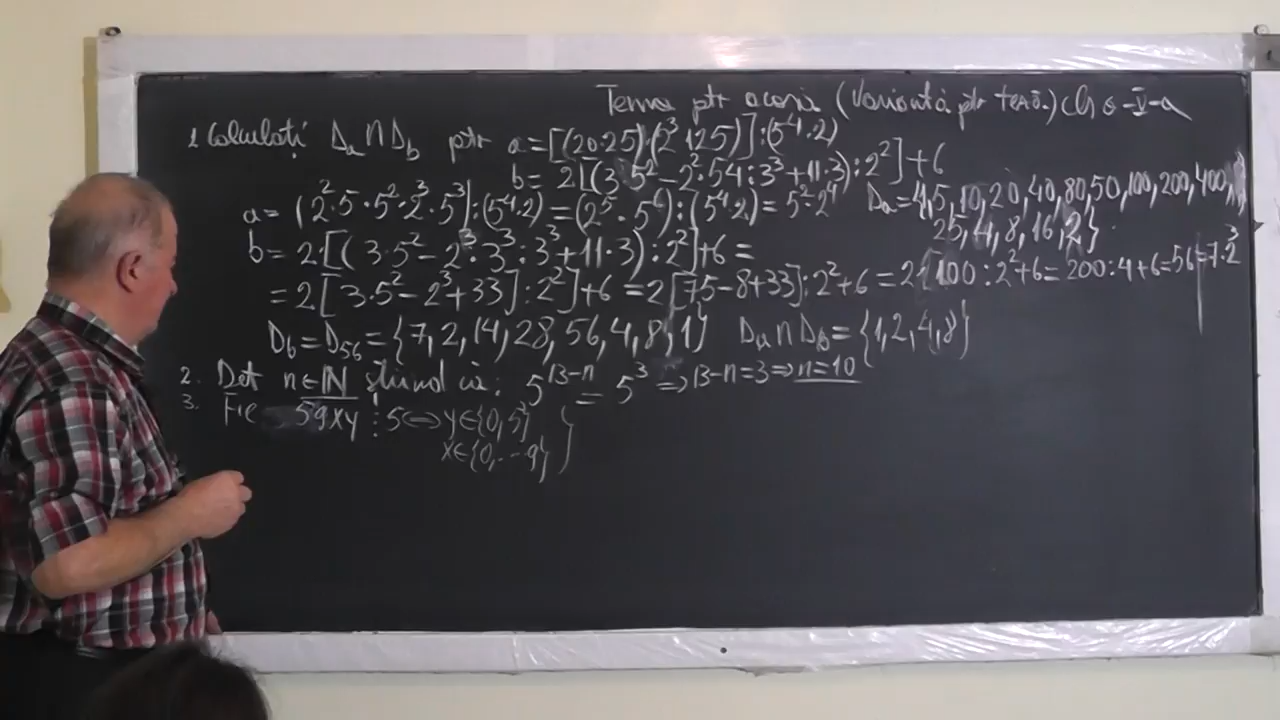 Tema ptr acasă (Variantă ptr teză.) Cls a-V-a
1 Calculați Da∩Db ptr a=[(20·25)·(2³·125)]:(5⁴·2)
b= 2[(3·5²-2²·54:3³+11·3):2²]+6
a= (2²·5·5²·2³·5³):(5⁴·2)=(2⁵·5⁶):(5⁴·2)= 5²·2⁴ Da={1,5,10,20,40,80,50,100,200,400,
25,4,8,16,2}
b= 2·[(3·5²-2³·3³:3³+11·3):2²]+6 =
=2[3·5²-2³+33]:2²]+6 =2[75-8+33]:2²+6 =2[100:2²+6= 200:4+6=56=7·2³
Db=D56={7,2,14,28,56,4,8,1} Da∩Db={1,2,4,8}
2. Det n∈ℕ știind că: 5¹³⁻ⁿ = 5³ ⇒13-n=3⇒n=10
3. Fie 59xy ⋮ 5⇔ y∈{0,5}
x∈{0,...9}